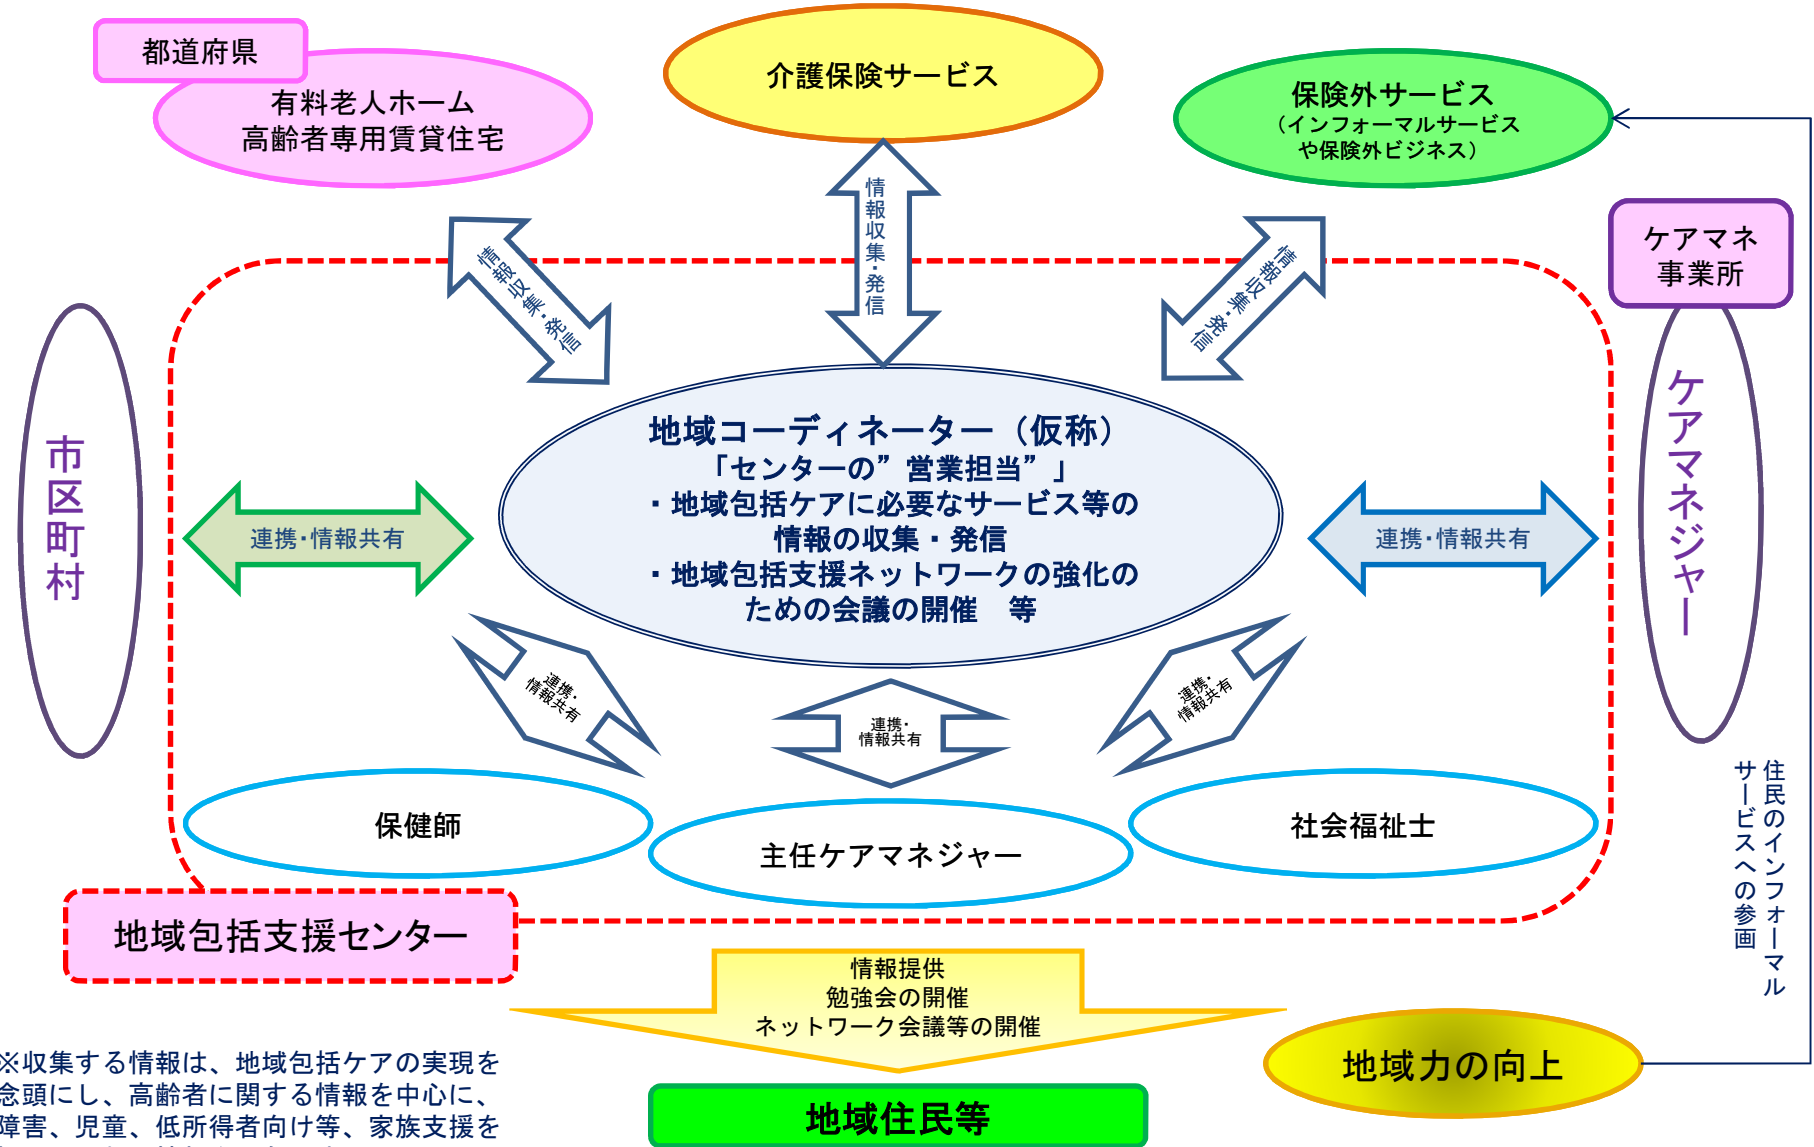 都道府県
有料老人ホーム
高齢者専用賃貸住宅
介護保険サービス
保険外サービス
（インフォーマルサービス
や保険外ビジネス）
ケアマネ
事業所
情報収集・発信
情報収集・発信
情報収集・発信
市区町村
ケアマネジャー
地域コーディネーター（仮称）
「センターの”営業担当”」
・地域包括ケアに必要なサービス等の
情報の収集・発信
・地域包括支援ネットワークの強化の
ための会議の開催　等
連携・情報共有
連携・情報共有
連携・
情報共有
連携・
情報共有
連携・
情報共有
保健師
主任ケアマネジャー
社会福祉士
住民のインフォーマル
サービスへの参画
地域包括支援センター
情報提供
勉強会の開催
ネットワーク会議等の開催
地域力の向上
地域住民等
※収集する情報は、地域包括ケアの実現を
念頭にし、高齢者に関する情報を中心に、
障害、児童、低所得者向け等、家族支援を